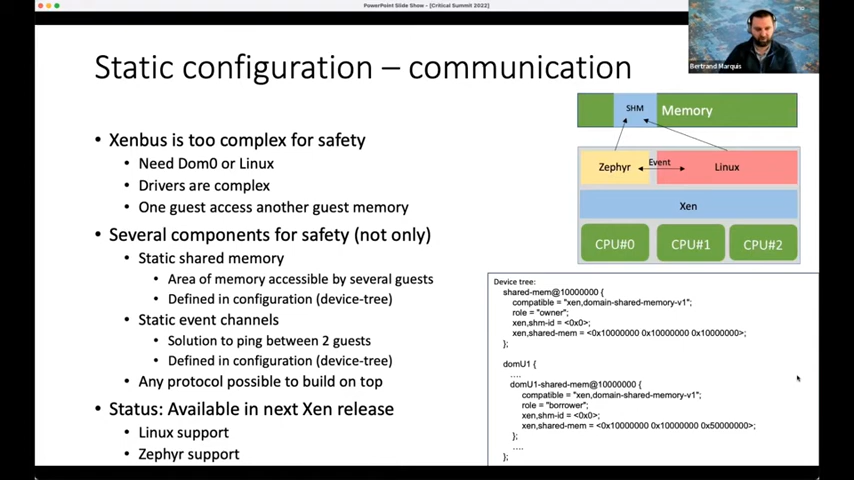 PowerPoint Slide Show - [Critical Summit 2022]
Bertrand Marquis
Static configuration – communication
• Xenbus is too complex for safety
• Need Dom0 or Linux
• Drivers are complex
• One guest access another guest memory
• Several components for safety (not only)
• Static shared memory
• Area of memory accessible by several guests
• Defined in configuration (device-tree)
• Static event channels
• Solution to ping between 2 guests
• Defined in configuration (device-tree)
• Any protocol possible to build on top
• Status: Available in next Xen release
• Linux support
• Zephyr support
SHM
Memory
Zephyr
Event
Linux
Xen
CPU#0
CPU#1
CPU#2
Device tree:
shared-mem@10000000 {
compatible = "xen,domain-shared-memory-v1";
role = "owner";
xen,shm-id = <0x0>;
xen,shared-mem = <0x10000000 0x10000000 0x10000000>;
};
domU1 {
....
domU1-shared-mem@10000000 {
compatible = "xen,domain-shared-memory-v1";
role = "borrower";
xen,shm-id = <0x0>;
xen,shared-mem = <0x10000000 0x10000000 0x50000000>;
};
....
};